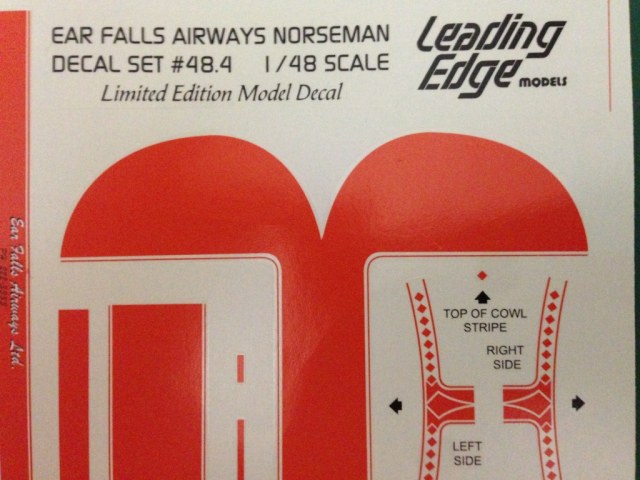 EAR FALLS AIRWAYS NORSEMAN
DECAL SET #48.4 1/48 SCALE
Limited Edition Model Decal
Leading
Edge
MODELS
Ear Falls Airways Ltd.
TOP OF COWL
STRIPE
RIGHT
SIDE
LEFT
SIDE